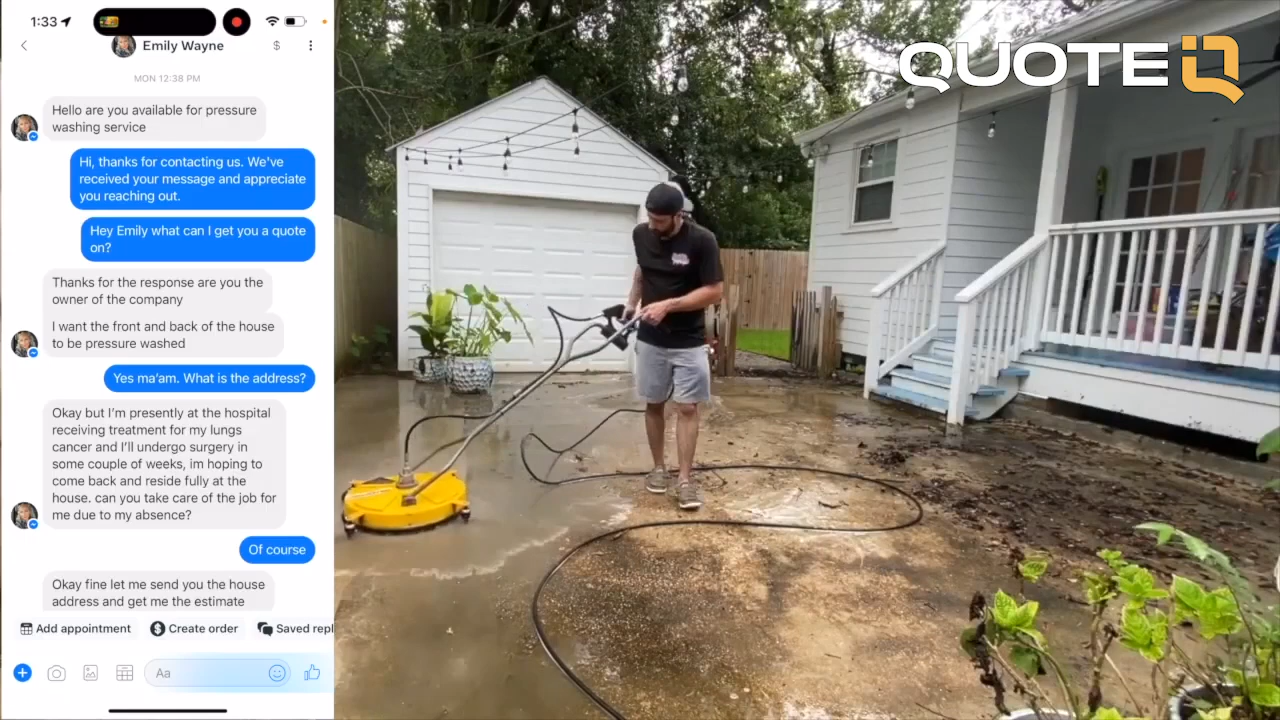 1:33
Emily Wayne
$
MON 12:38 PM
Hello are you available for pressure
washing service
Hi, thanks for contacting us. We've
received your message and appreciate
you reaching out.
Hey Emily what can I get you a quote
on?
Thanks for the response are you the
owner of the company
I want the front and back of the house
to be pressure washed
Yes ma'am. What is the address?
Okay but I'm presently at the hospital
receiving treatment for my lungs
cancer and I'll undergo surgery in
some couple of weeks, im hoping to
come back and reside fully at the
house. can you take care of the job for
me due to my absence?
Of course
Okay fine let me send you the house
address and get me the estimate
Add appointment
Create order
Saved repl
Aa
QUOTE IQ